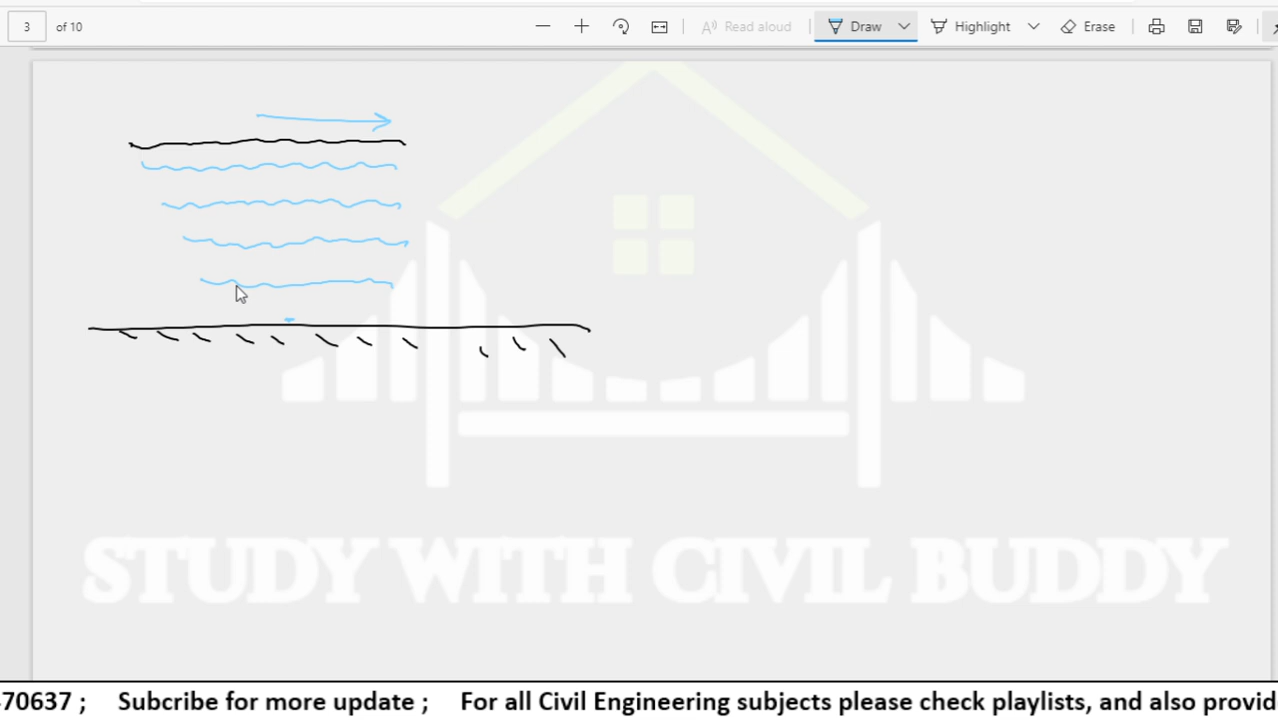 3 of 10 Read aloud Draw Highlight Erase
STUDY WITH CIVIL BUDDY
70637 ; Subcribe for more update ; For all Civil Engineering subjects please check playlists, and also provid